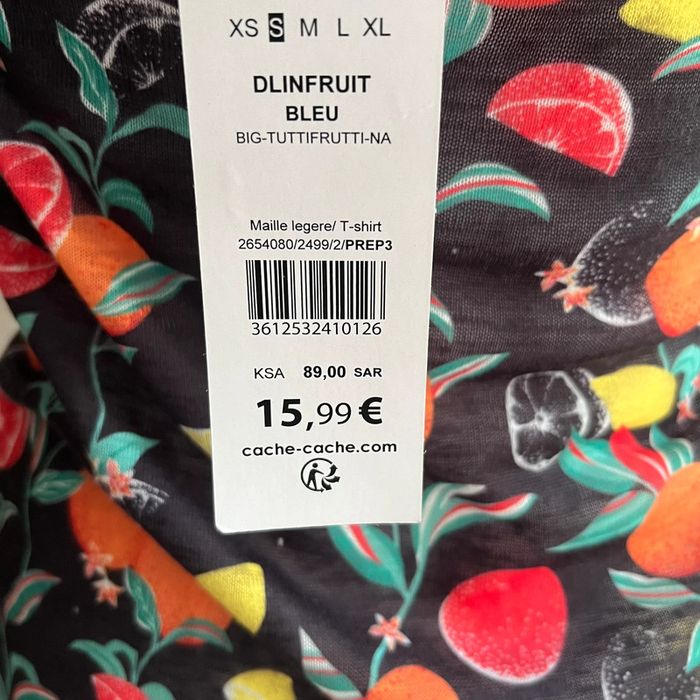 XS S M L XL
DLINFRUIT
BLEU
BIG-TUTTIFRUTTI-NA
Maille legere/ T-shirt
2654080/2499/2/PREP3
3612532410126
KSA 89,00 SAR
15,99 €
cache-cache.com